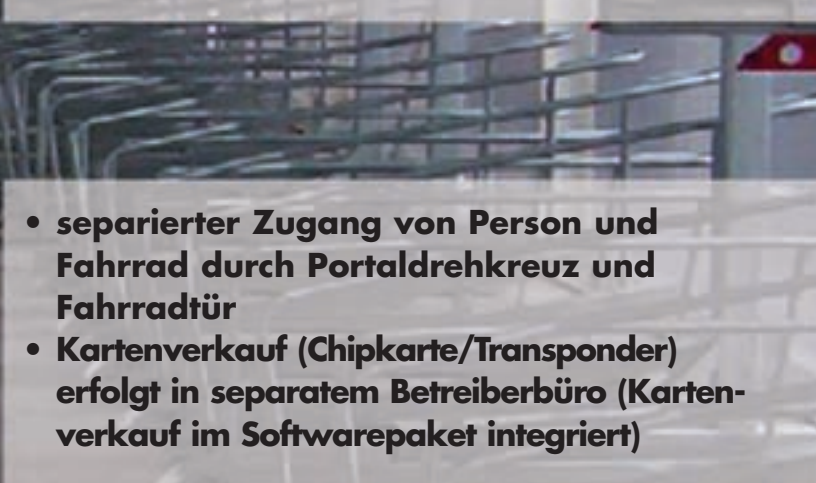 • separierter Zugang von Person und
Fahrrad durch Portaldrehkreuz und
Fahrradtür
• Kartenverkauf (Chipkarte/Transponder)
erfolgt in separatem Betreiberbüro (Karten-
verkauf im Softwarepaket integriert)